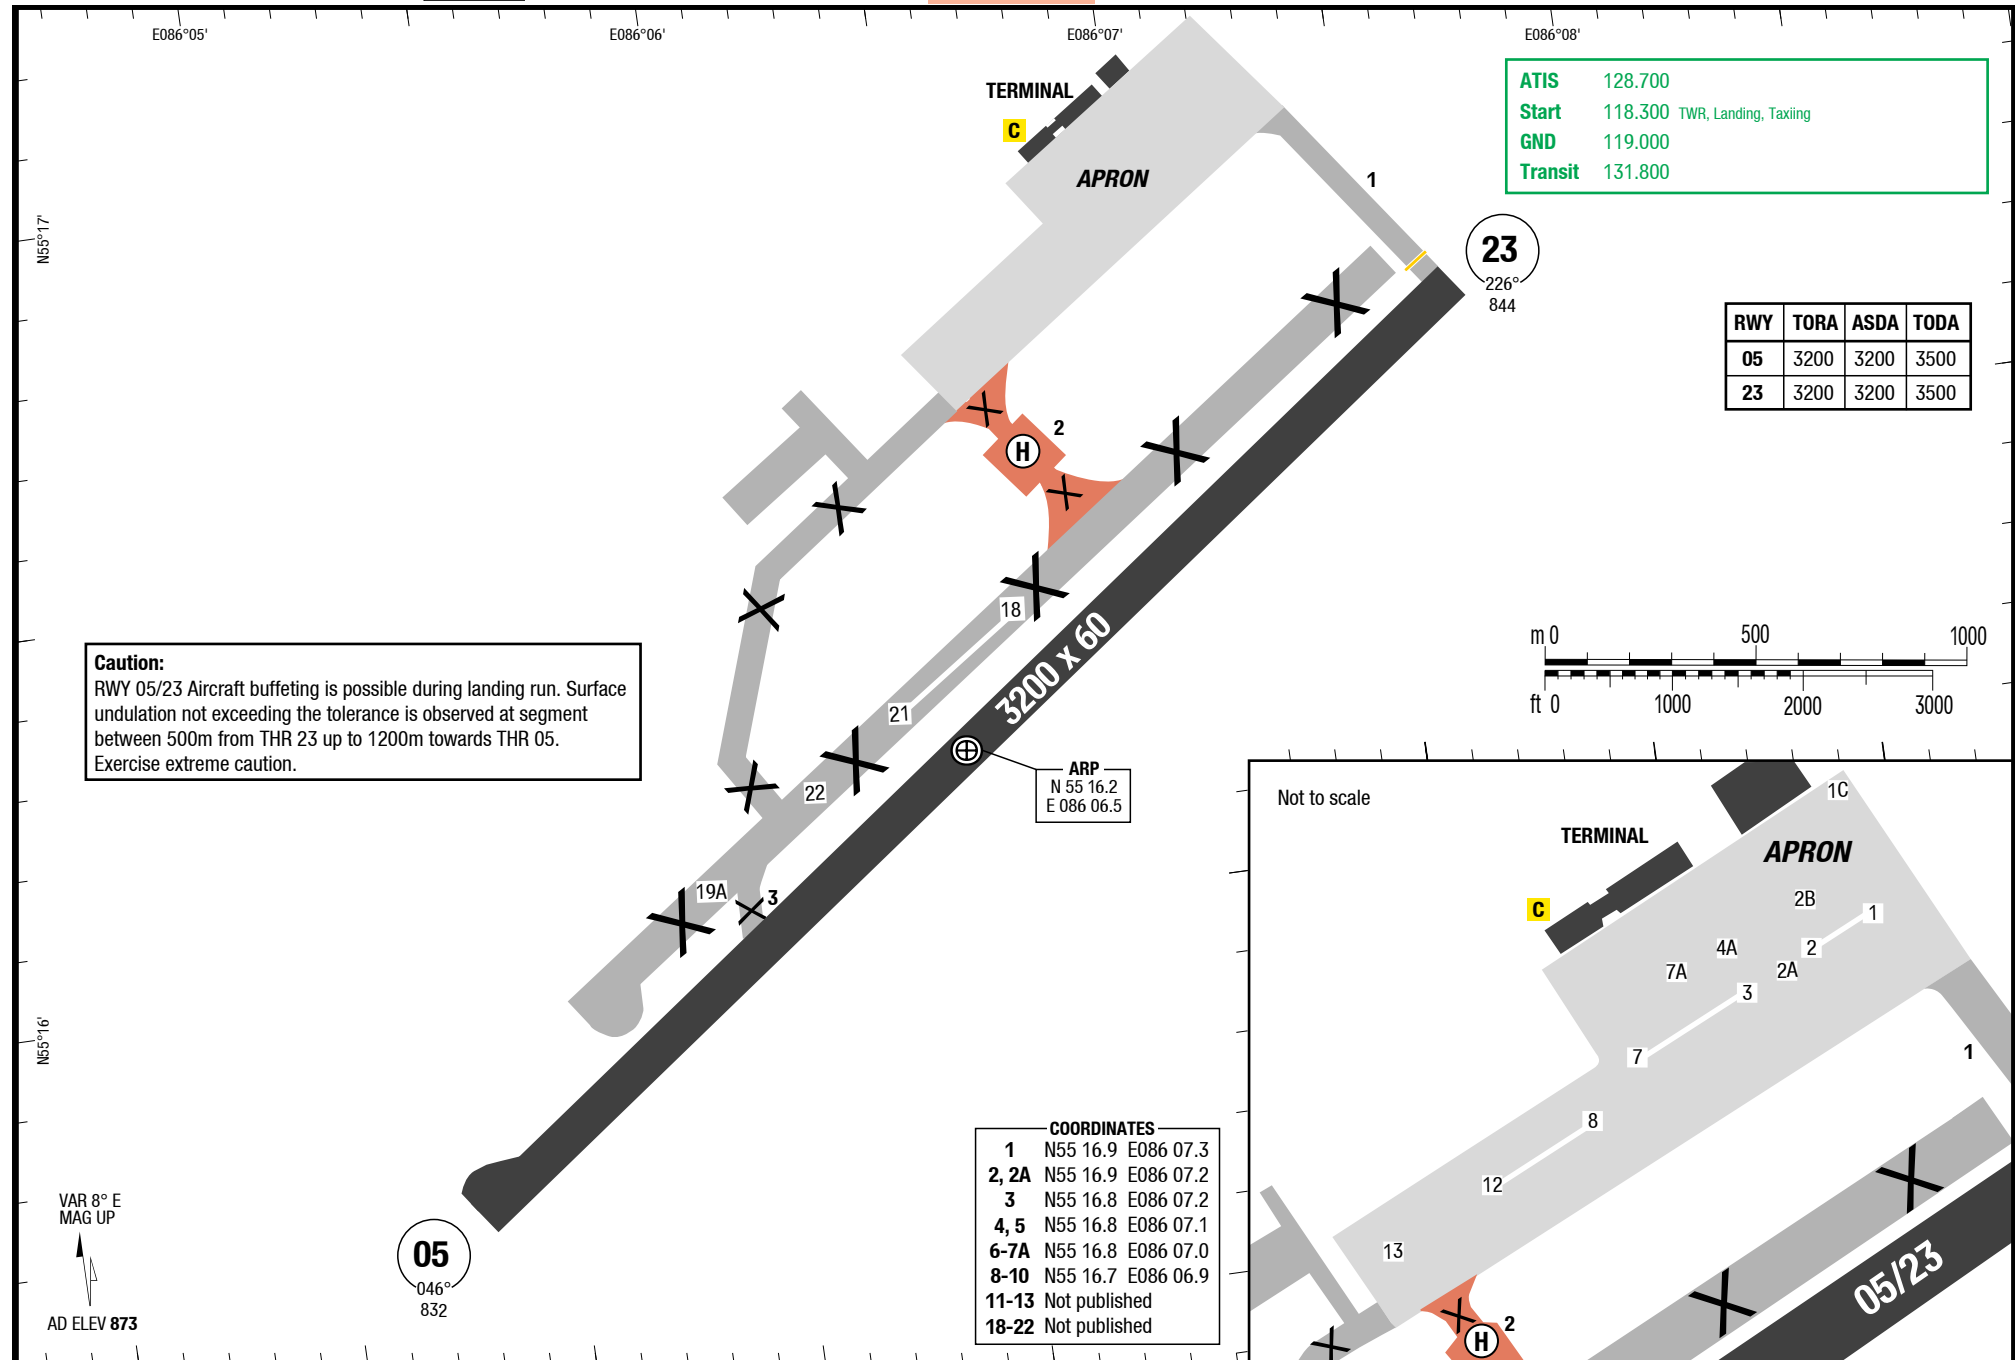 E086°05'
E086°06'
E086°07'
E086°08'
N55°17'
N55°16'
TERMINAL
C
APRON
1
ATIS 128.700
Start 118.300 TWR, Landing, Taxiing
GND 119.000
Transit 131.800
23
226°
844
RWY TORA ASDA TODA
05 3200 3200 3500
23 3200 3200 3500
2
H
18
21
22
19A
3
3200 x 60
Caution:
RWY 05/23 Aircraft buffeting is possible during landing run. Surface
undulation not exceeding the tolerance is observed at segment
between 500m from THR 23 up to 1200m towards THR 05.
Exercise extreme caution.
m 0 500 1000
ft 0 1000 2000 3000
ARP
N 55 16.2
E 086 06.5
05
046°
832
VAR 8° E
MAG UP
AD ELEV 873
COORDINATES
1 N55 16.9 E086 07.3
2, 2A N55 16.9 E086 07.2
3 N55 16.8 E086 07.2
4, 5 N55 16.8 E086 07.1
6-7A N55 16.8 E086 07.0
8-10 N55 16.7 E086 06.9
11-13 Not published
18-22 Not published
Not to scale
1C
TERMINAL
APRON
C
2B
1
4A
2
7A
2A
3
7
1
8
12
13
05/23
2
H